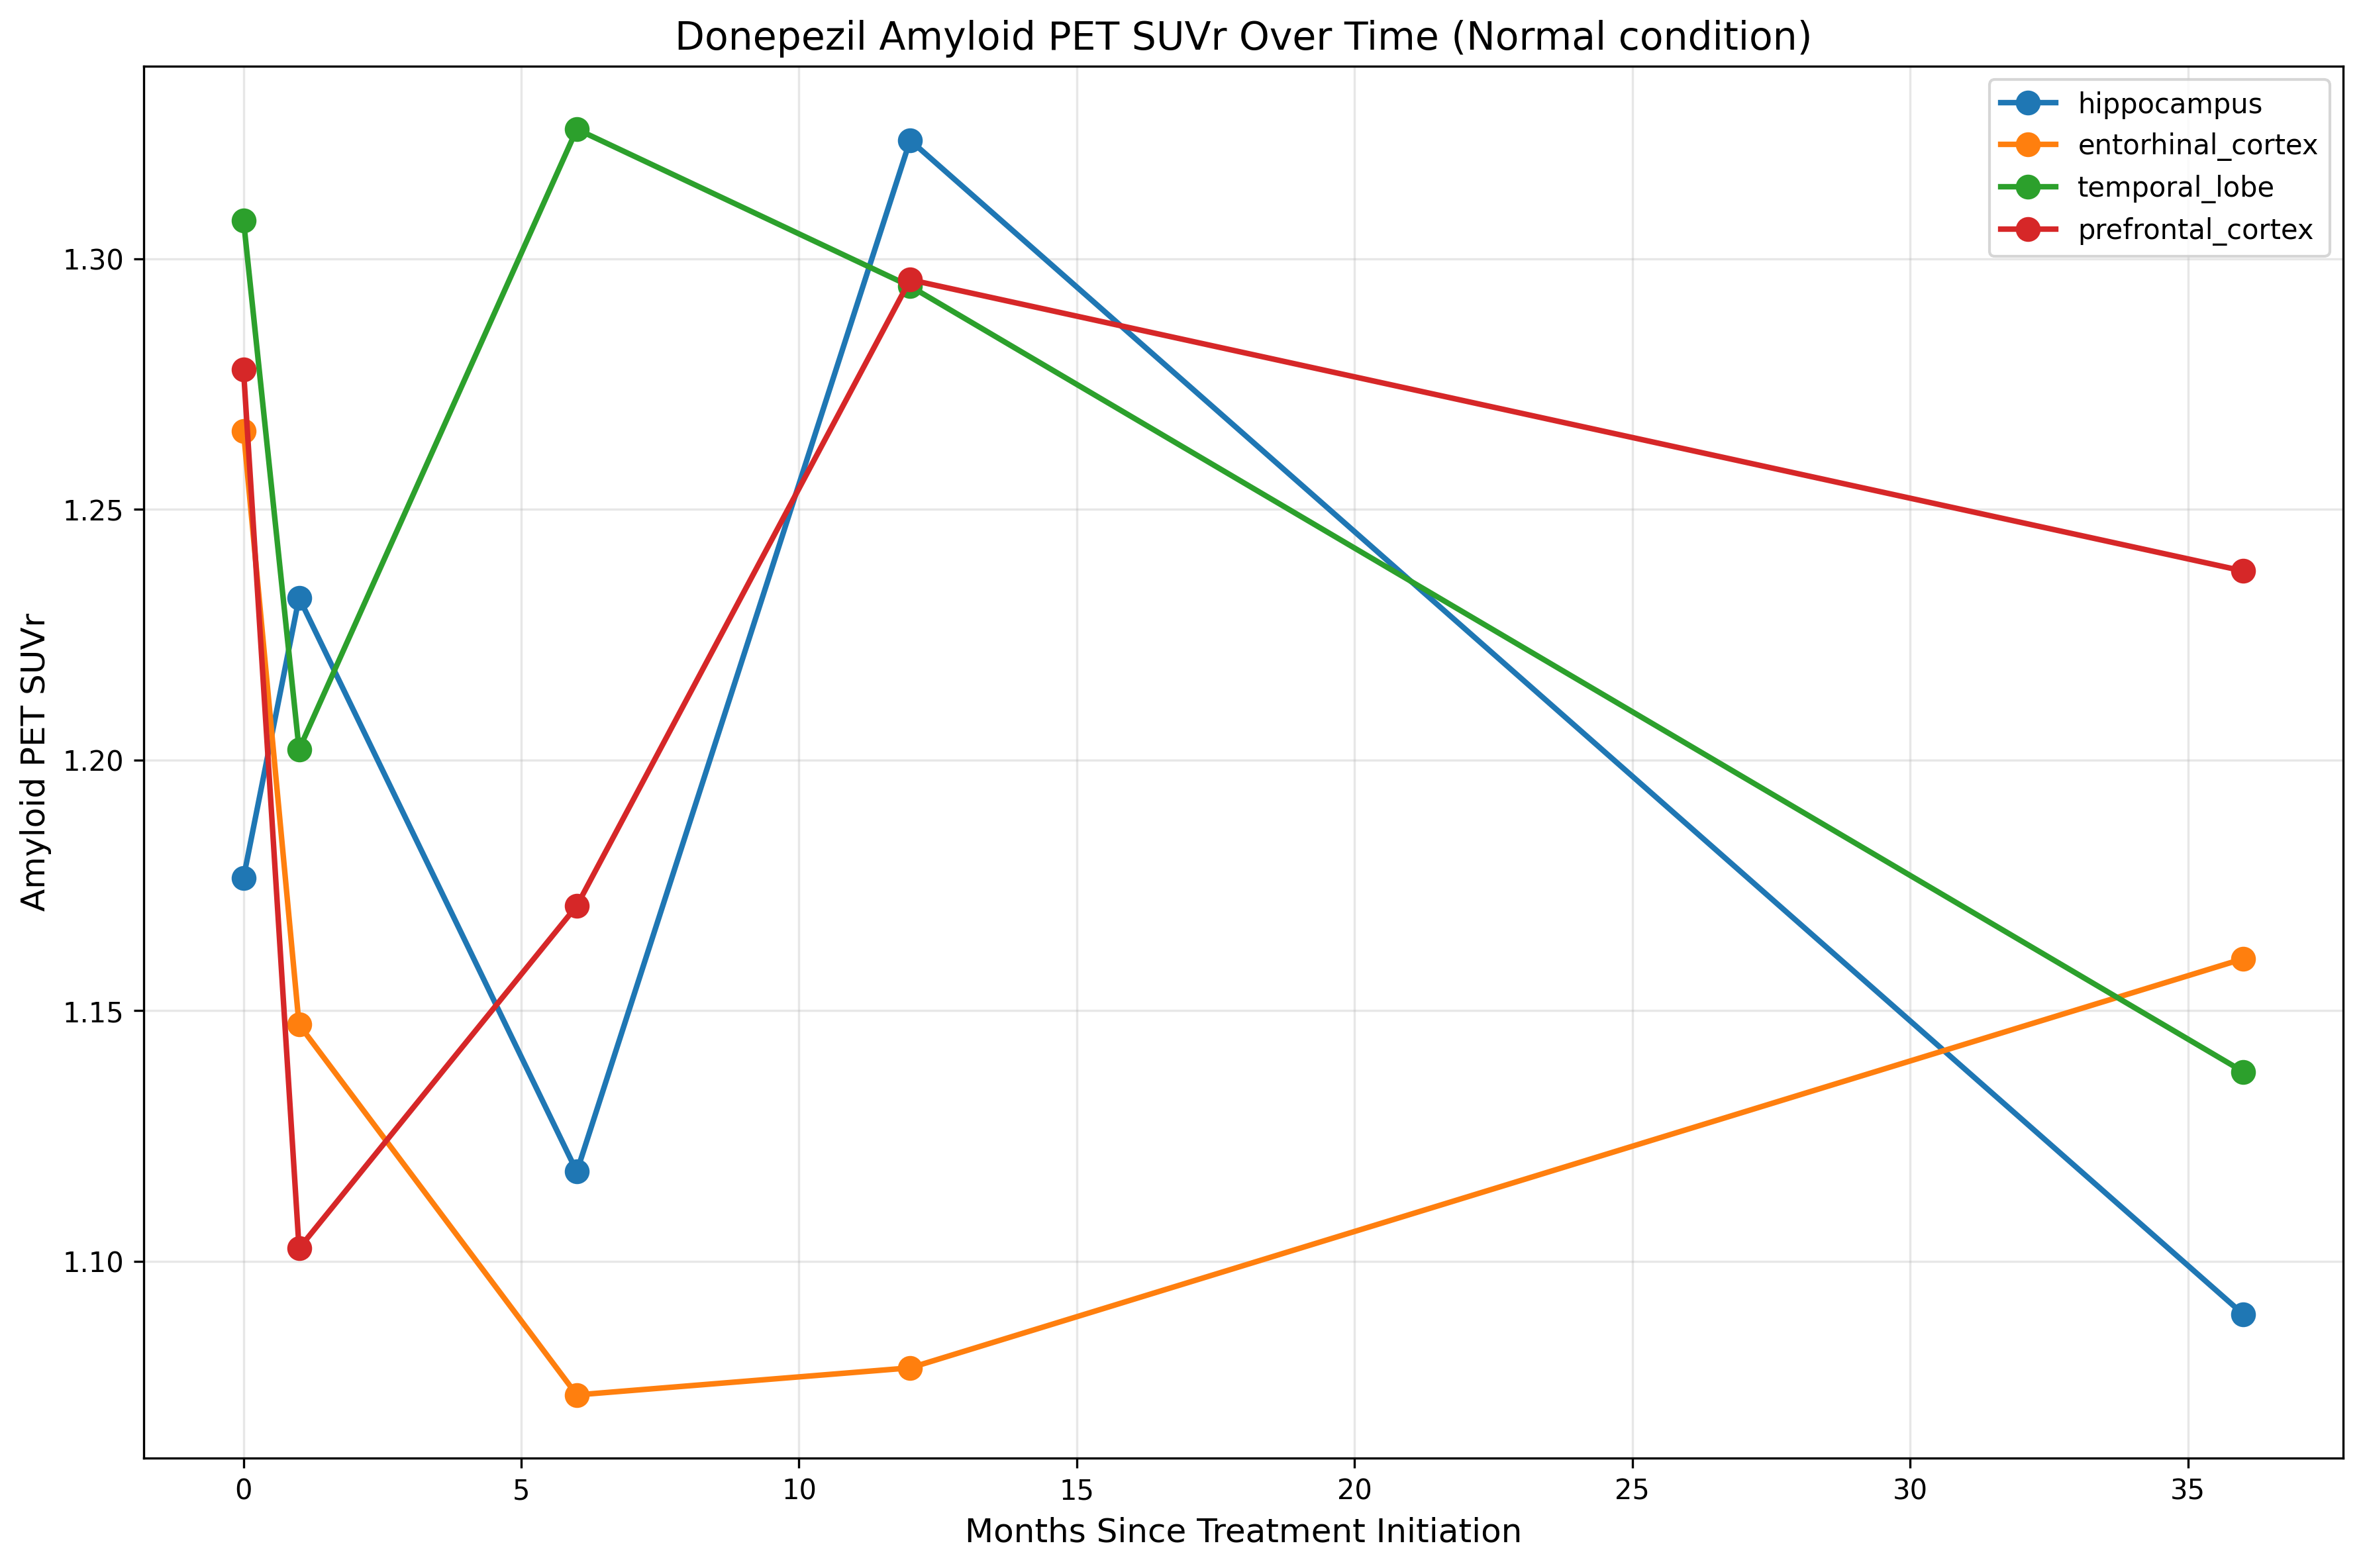 Donepezil Amyloid PET SUVr Over Time (Normal condition)
hippocampus
entorhinal_cortex
temporal_lobe
prefrontal_cortex
1.30
1.25
1.20
1.15
1.10
Amyloid PET SUVr
0 5 10 15 20 25 30 35
Months Since Treatment Initiation